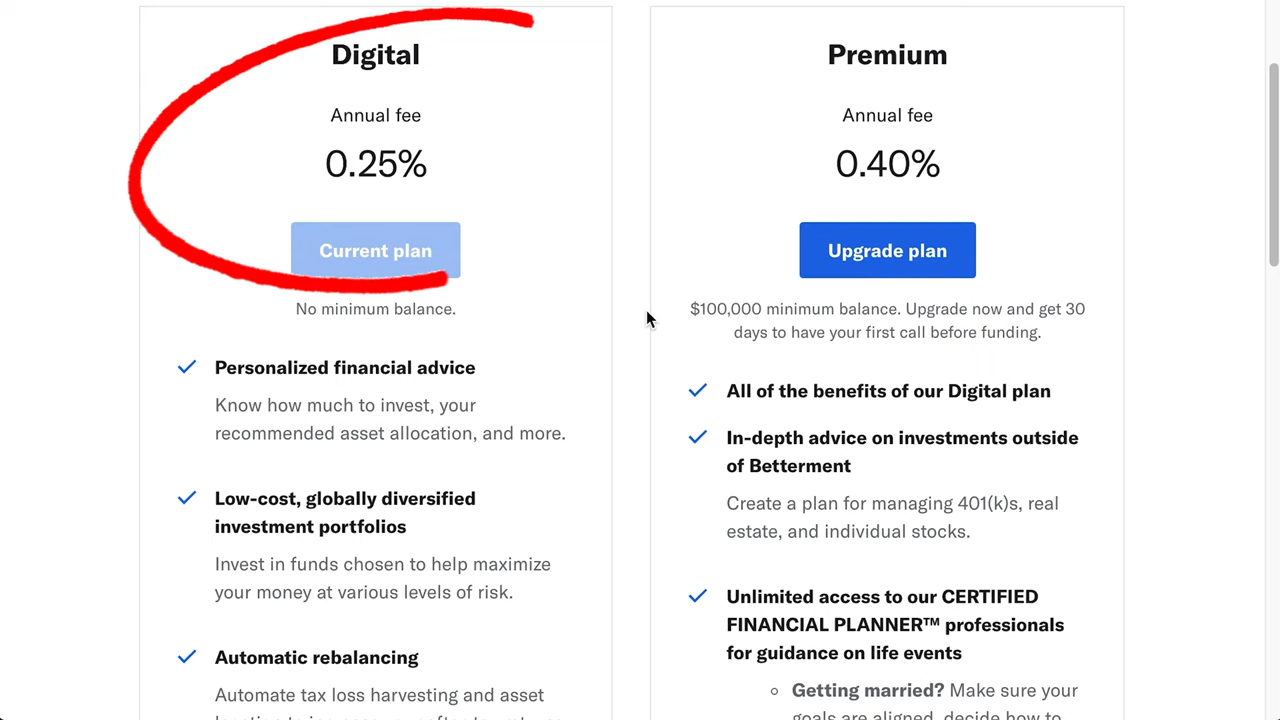 Digital
Annual fee
0.25%
Current plan
No minimum balance.
Personalized financial advice
Know how much to invest, your
recommended asset allocation, and more.
Low-cost, globally diversified
investment portfolios
Invest in funds chosen to help maximize
your money at various levels of risk.
Automatic rebalancing
Automate tax loss harvesting and asset
Premium
Annual fee
0.40%
Upgrade plan
$100,000 minimum balance. Upgrade now and get 30
days to have your first call before funding.
All of the benefits of our Digital plan
In-depth advice on investments outside
of Betterment
Create a plan for managing 401(k)s, real
estate, and individual stocks.
Unlimited access to our CERTIFIED
FINANCIAL PLANNER™ professionals
for guidance on life events
Getting married? Make sure your
goals are aligned, decide how to